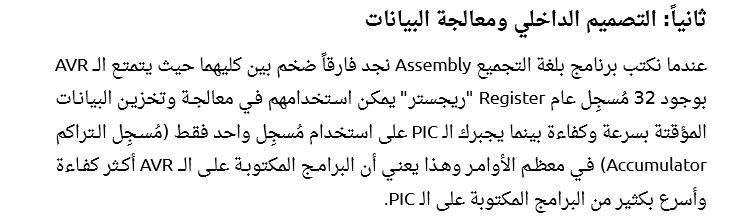 ثانياً: التصميم الداخلي ومعالجة البيانات
عندما نكتب برنامج بلغة التجميع Assembly نجد فارقاً ضخم بين كليهما حيث يتمتع الـ AVR
بوجود 32 مُسجِل عام Register "ريجستر" يمكن استخدامهم في معالجة وتخزين البيانات
المؤقتة بسرعة وكفاءة بينما يجبرك الـ PIC على استخدام مُسجِل واحد فقط (مُسجِل التراكم
Accumulator) في معظم الأوامر وهذا يعني أن البرامج المكتوبة على الـ AVR أكثر كفاءة
وأسرع بكثير من البرامج المكتوبة على الـ PIC.